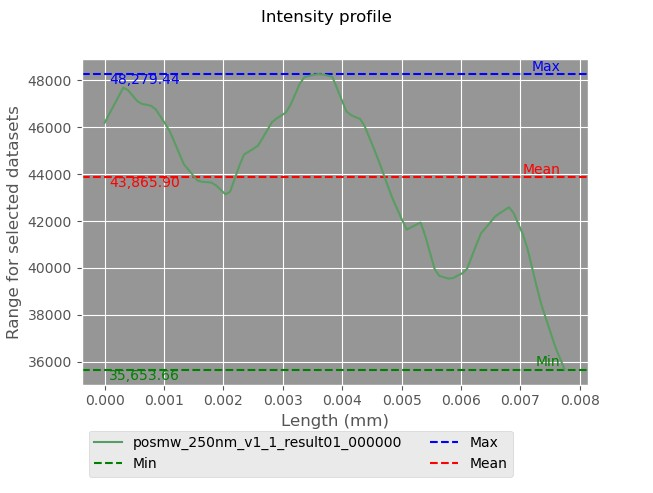 Intensity profile
Max
48,279.44
48000
46000
Mean
44000
43,865.90
42000
40000
38000
Min
36000
35,653.66
Range for selected datasets
0.000 0.001 0.002 0.003 0.004 0.005 0.006 0.007 0.008
Length (mm)
posmw_250nm_v1_1_result01_000000 Max
Min Mean